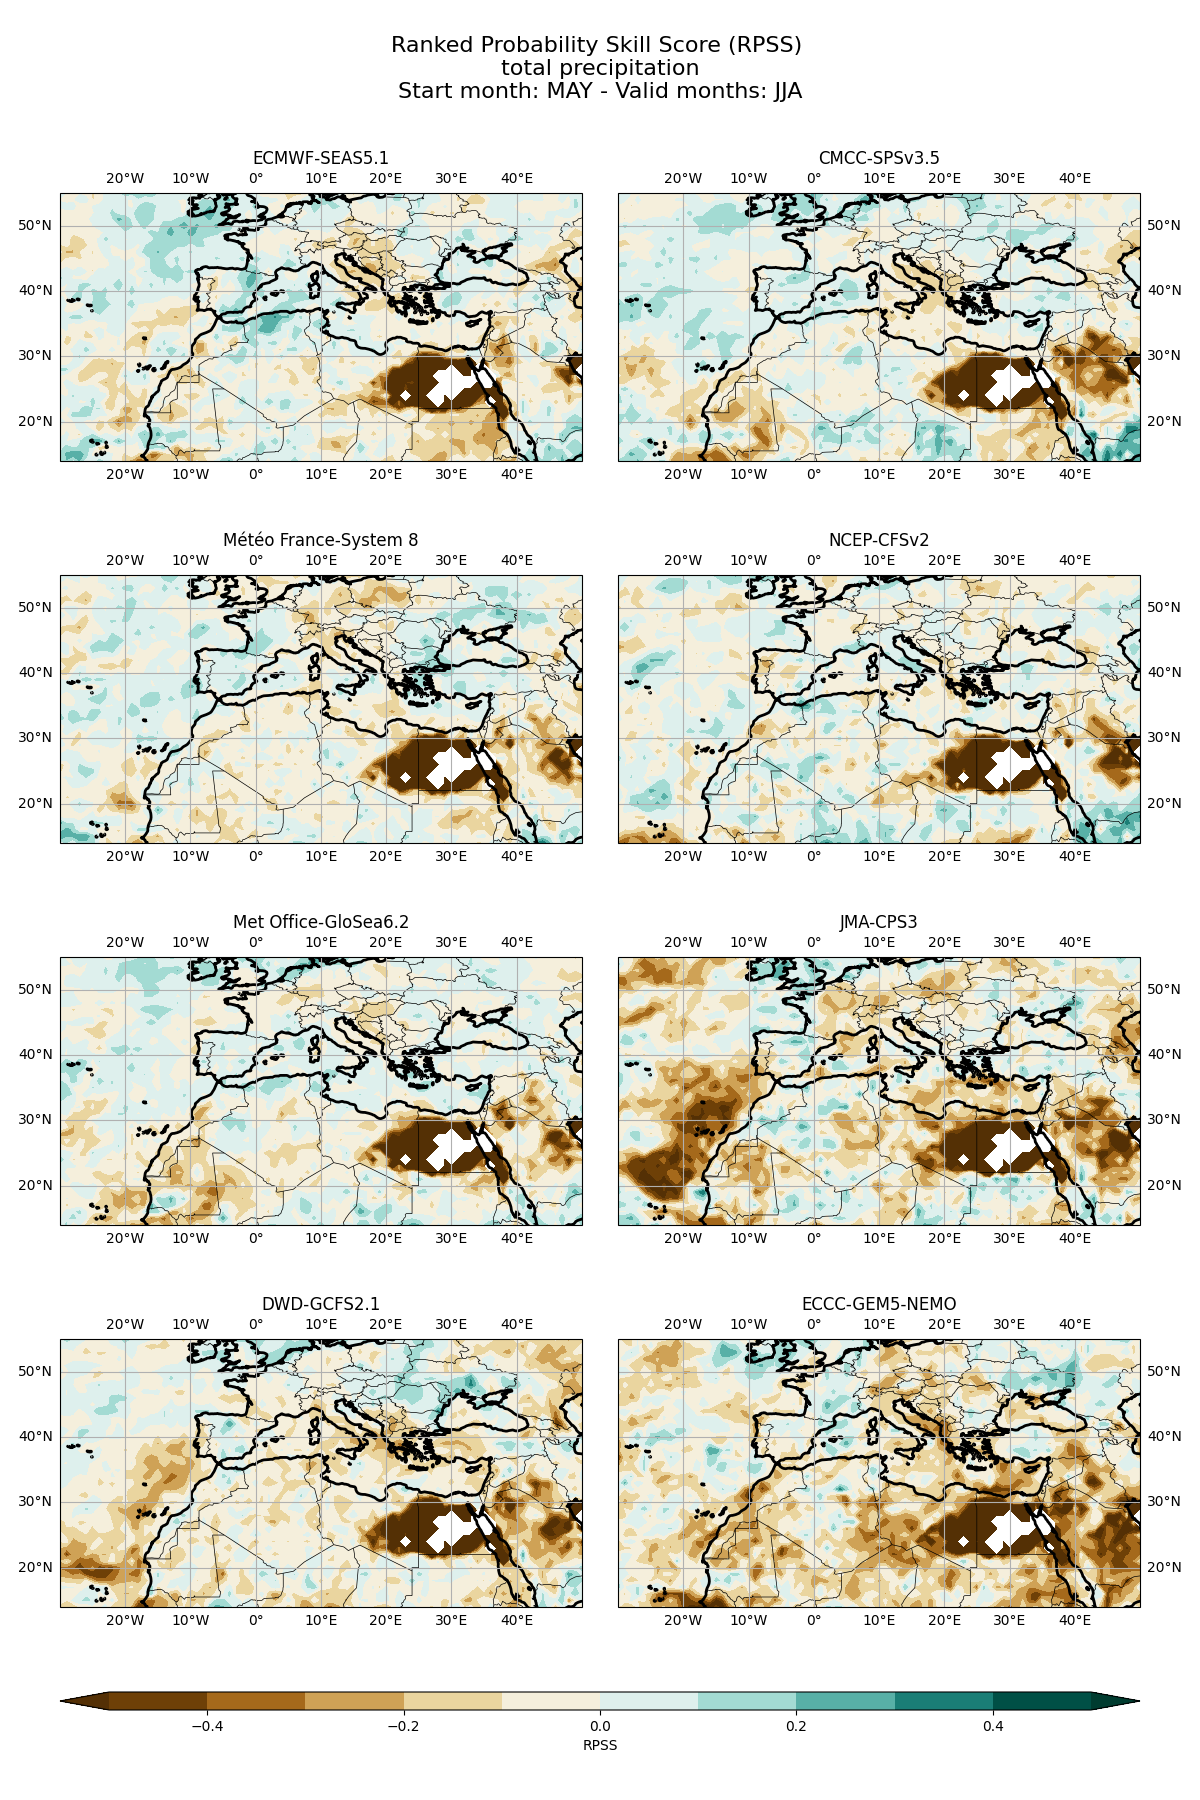 Ranked Probability Skill Score (RPSS)
total precipitation
Start month: MAY - Valid months: JJA
ECMWF-SEAS5.1
20°W 10°W 0° 10°E 20°E 30°E 40°E
50°N
40°N
30°N
20°N
20°W 10°W 0° 10°E 20°E 30°E 40°E
CMCC-SPSv3.5
20°W 10°W 0° 10°E 20°E 30°E 40°E
50°N
40°N
30°N
20°N
20°W 10°W 0° 10°E 20°E 30°E 40°E
Météo France-System 8
20°W 10°W 0° 10°E 20°E 30°E 40°E
50°N
40°N
30°N
20°N
20°W 10°W 0° 10°E 20°E 30°E 40°E
NCEP-CFSv2
20°W 10°W 0° 10°E 20°E 30°E 40°E
50°N
40°N
30°N
20°N
20°W 10°W 0° 10°E 20°E 30°E 40°E
Met Office-GloSea6.2
20°W 10°W 0° 10°E 20°E 30°E 40°E
50°N
40°N
30°N
20°N
20°W 10°W 0° 10°E 20°E 30°E 40°E
JMA-CPS3
20°W 10°W 0° 10°E 20°E 30°E 40°E
50°N
40°N
30°N
20°N
20°W 10°W 0° 10°E 20°E 30°E 40°E
DWD-GCFS2.1
20°W 10°W 0° 10°E 20°E 30°E 40°E
50°N
40°N
30°N
20°N
20°W 10°W 0° 10°E 20°E 30°E 40°E
ECCC-GEM5-NEMO
20°W 10°W 0° 10°E 20°E 30°E 40°E
50°N
40°N
30°N
20°N
20°W 10°W 0° 10°E 20°E 30°E 40°E
−0.4 −0.2 0.0 0.2 0.4
RPSS